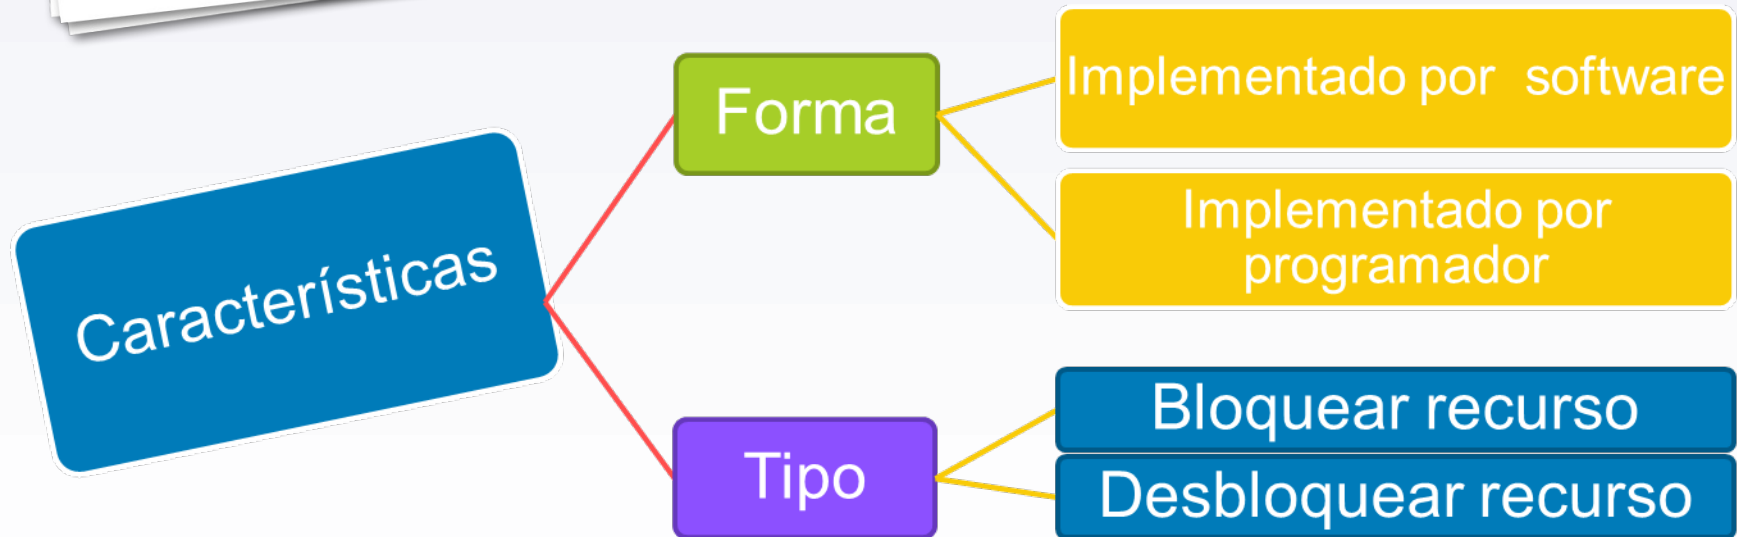 Características
Forma
Implementado por software
Implementado por
programador
Tipo
Bloquear recurso
Desbloquear recurso